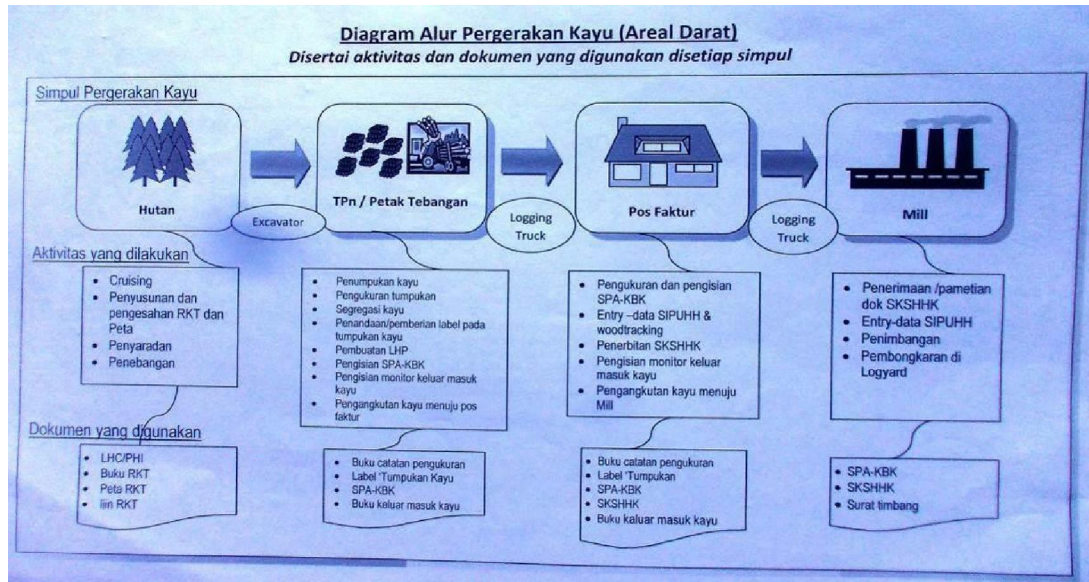 Diagram Alur Pergerakan Kayu (Areal Darat)
Disertai aktivitas dan dokumen yang digunakan disetiap simpul
Simpul Pergerakan Kayu
Hutan
Excavator
TPn / Petak Tebangan
Logging
Truck
Pos Faktur
Logging
Truck
Mill
Aktivitas yang dilakukan
• Cruising
• Penyusunan dan
pengesahan RKT dan
Peta
• Penyaradan
• Penebangan
• Penumpukan kayu
• Pengukuran tumpukan
• Segregasi kayu
• Penandaan/pemberian label pada
tumpukan kayu
• Pembuatan LHP
• Pengisian SPA-KBK
• Pengisian monitor keluar masuk
kayu
• Pengangkutan kayu menuju pos
faktur
• Pengukuran dan pengisian
SPA-KBK
• Entry –data SIPUHH &
woodtracking
• Penerbitan SKSHHK
• Pengisian monitor keluar
masuk kayu
• Pengangkutan kayu menuju
Mill
• Penerimaan /pametian
dok SKSHHK
• Entry-data SIPUHH
• Penimbangan
• Pembongkaran di
Logyard
Dokumen yang digunakan
• LHC/PHI
• Buku RKT
• Peta RKT
• Iiin RKT
• Buku catatan pengukuran
• Label 'Tumpukan Kayu
• SPA-KBK
• Buku keluar masuk kayu
• Buku catatan pengukuran
• Label 'Tumpukan
• SPA-KBK
• SKSHHK
• Buku kaluar masuk kayu
• SPA-KBK
• SKSHHK
• Surat timbang